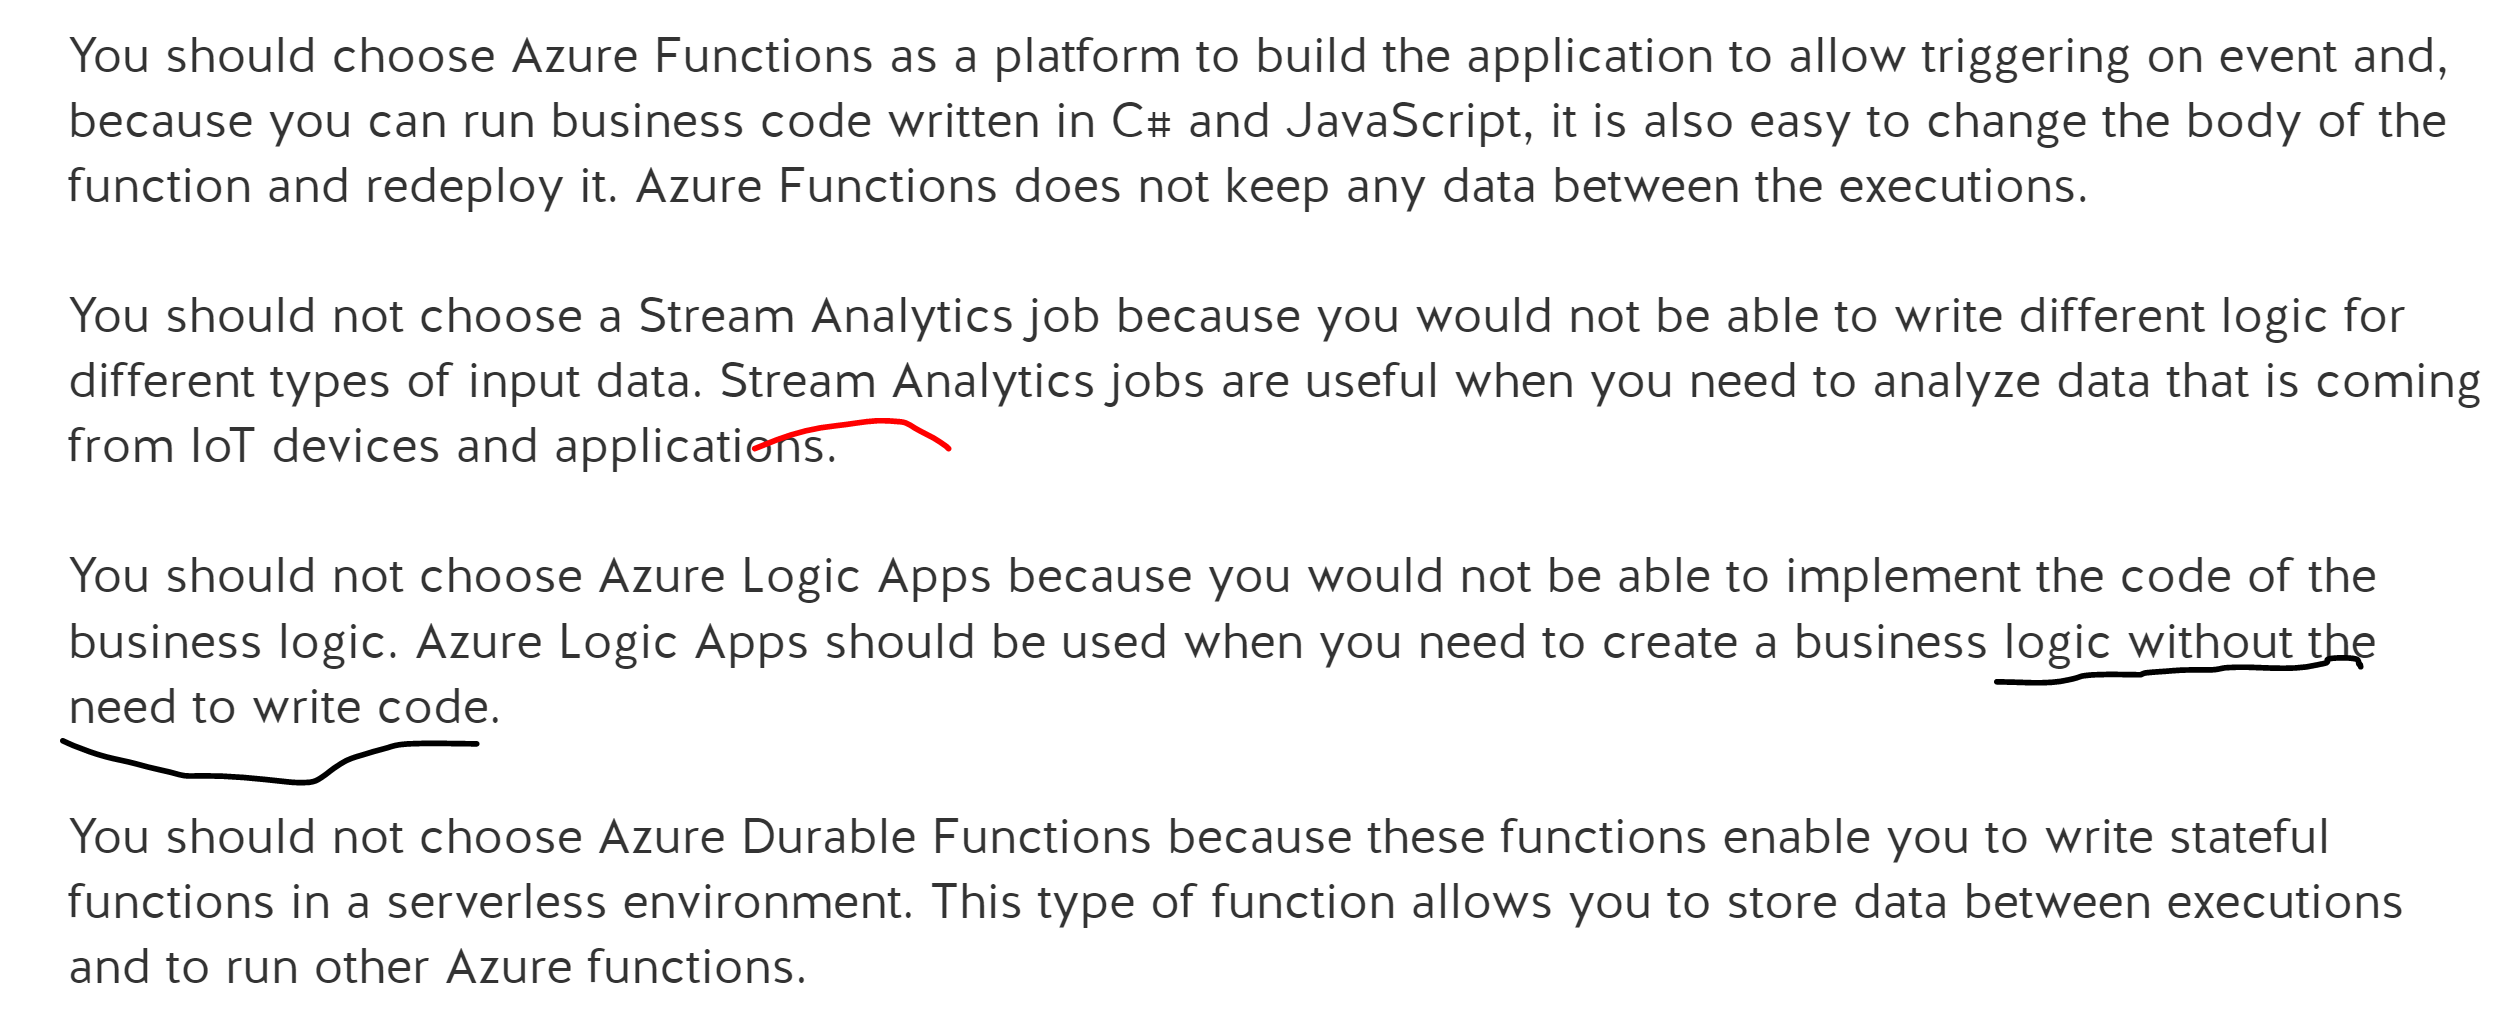 You should choose Azure Functions as a platform to build the application to allow triggering on event and,
because you can run business code written in C# and JavaScript, it is also easy to change the body of the
function and redeploy it. Azure Functions does not keep any data between the executions.
You should not choose a Stream Analytics job because you would not be able to write different logic for
different types of input data. Stream Analytics jobs are useful when you need to analyze data that is coming
from IoT devices and applications.
You should not choose Azure Logic Apps because you would not be able to implement the code of the
business logic. Azure Logic Apps should be used when you need to create a business logic without the
need to write code.
You should not choose Azure Durable Functions because these functions enable you to write stateful
functions in a serverless environment. This type of function allows you to store data between executions
and to run other Azure functions.